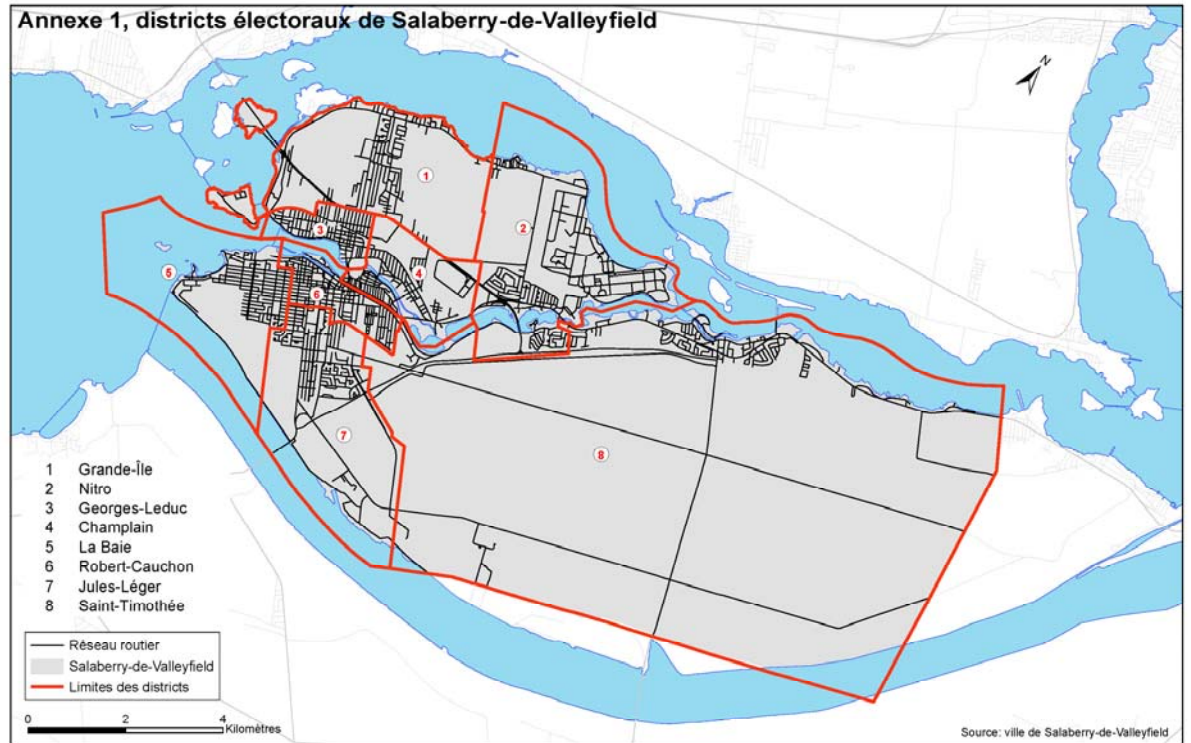 Annexe 1, districts électoraux de Salaberry-de-Valleyfield
N
1
2
3
4
5
6
7
8
1 Grande-Île
2 Nitro
3 Georges-Leduc
4 Champlain
5 La Baie
6 Robert-Cauchon
7 Jules-Léger
8 Saint-Timothée
Réseau routier
Salaberry-de-Valleyfield
Limites des districts
0 2 4 Kilomètres
Source: ville de Salaberry-de-Valleyfield